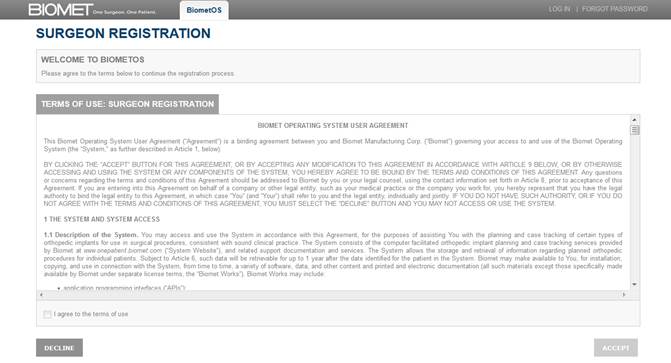 BIOMET One Surgeon. One Patient.
BiometOS
LOG IN | FORGOT PASSWORD
SURGEON REGISTRATION
WELCOME TO BIOMETOS
Please agree to the terms below to continue the registration process
TERMS OF USE: SURGEON REGISTRATION
BIOMET OPERATING SYSTEM USER AGREEMENT
This Biomet Operating System User Agreement ("Agreement") is a binding agreement between you and Biomet Manufacturing Corp. ("Biomet") governing your access to and use of the Biomet Operating
System (the "System," as further described in Article 1, below).
BY CLICKING THE "ACCEPT" BUTTON FOR THIS AGREEMENT, OR BY ACCEPTING ANY MODIFICATION TO THIS AGREEMENT IN ACCORDANCE WITH ARTICLE 9 BELOW, OR BY OTHERWISE
ACCESSING AND USING THE SYSTEM OR ANY COMPONENTS OF THE SYSTEM, YOU HEREBY AGREE TO BE BOUND BY THE TERMS AND CONDITIONS OF THIS AGREEMENT. Any questions
or concerns regarding the terms and conditions of this Agreement should be addressed to Biomet by you or your legal counsel, using the contact information set forth in Article 8, prior to acceptance of this
Agreement. If you are entering into this Agreement on behalf of a company or other legal entity, such as your medical practice or the company you work for, you hereby represent that you have the legal
authority to bind the legal entity to this Agreement, in which case "You" (and "Your") shall refer to you and the legal entity, individually and jointly. IF YOU DO NOT HAVE SUCH AUTHORITY, OR IF YOU DO
NOT AGREE WITH THE TERMS AND CONDITIONS OF THIS AGREEMENT, YOU MUST SELECT THE "DECLINE" BUTTON AND YOU MAY NOT ACCESS OR USE THE SYSTEM.
1 THE SYSTEM AND SYSTEM ACCESS
1.1 Description of the System. You may access and use the System in accordance with this Agreement, for the purposes of assisting You with the planning and case tracking of certain types of
orthopedic implants for use in surgical procedures, consistent with sound clinical practice. The System consists of the computer facilitated orthopedic implant planning and case tracking services provided
by Biomet at www.onepatient.biomet.com ("System Website"), and related support documentation and services. The System allows the storage and retrieval of information regarding planned orthopedic
procedures for individual patients. Subject to Article 6, such data will be retrievable for up to 1 year after the date identified for the patient in the System. Biomet may make available to You, for installation,
copying, and use in connection with the System, from time to time, a variety of software, data, and other content and printed and electronic documentation (all such materials except those specifically made
available by Biomet under separate license terms, the "Biomet Works"). Biomet Works may include:
• application programming interfaces ("APIs");
I agree to the terms of use
DECLINE
ACCEPT